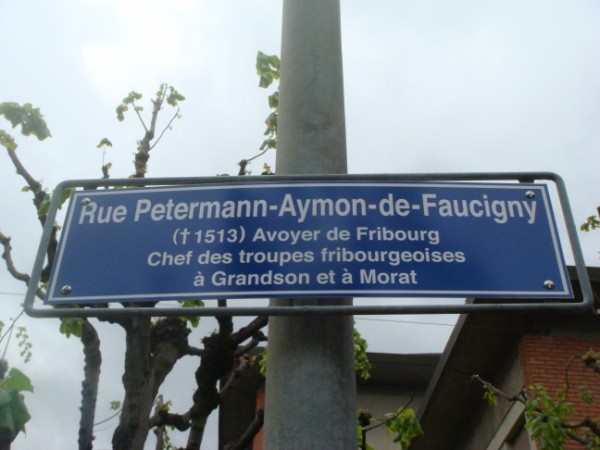 Rue Petermann-Aymon-de-Faucigny
(† 1513) Avoyer de Fribourg
Chef des troupes fribourgeoises
à Grandson et à Morat